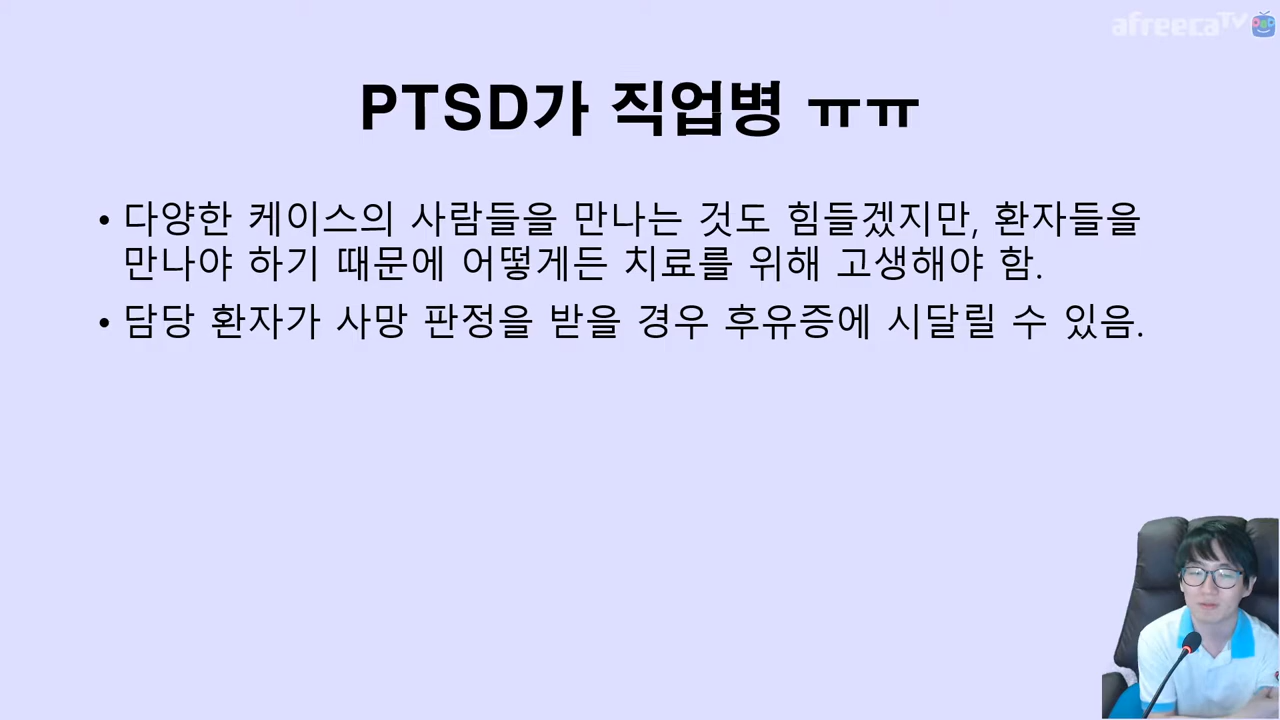 afreecaTV
PTSD가 직업병 ㅠㅠ
• 다양한 케이스의 사람들을 만나는 것도 힘들겠지만, 환자들을
만나야 하기 때문에 어떻게든 치료를 위해 고생해야 함.
• 담당 환자가 사망 판정을 받을 경우 후유증에 시달릴 수 있음.